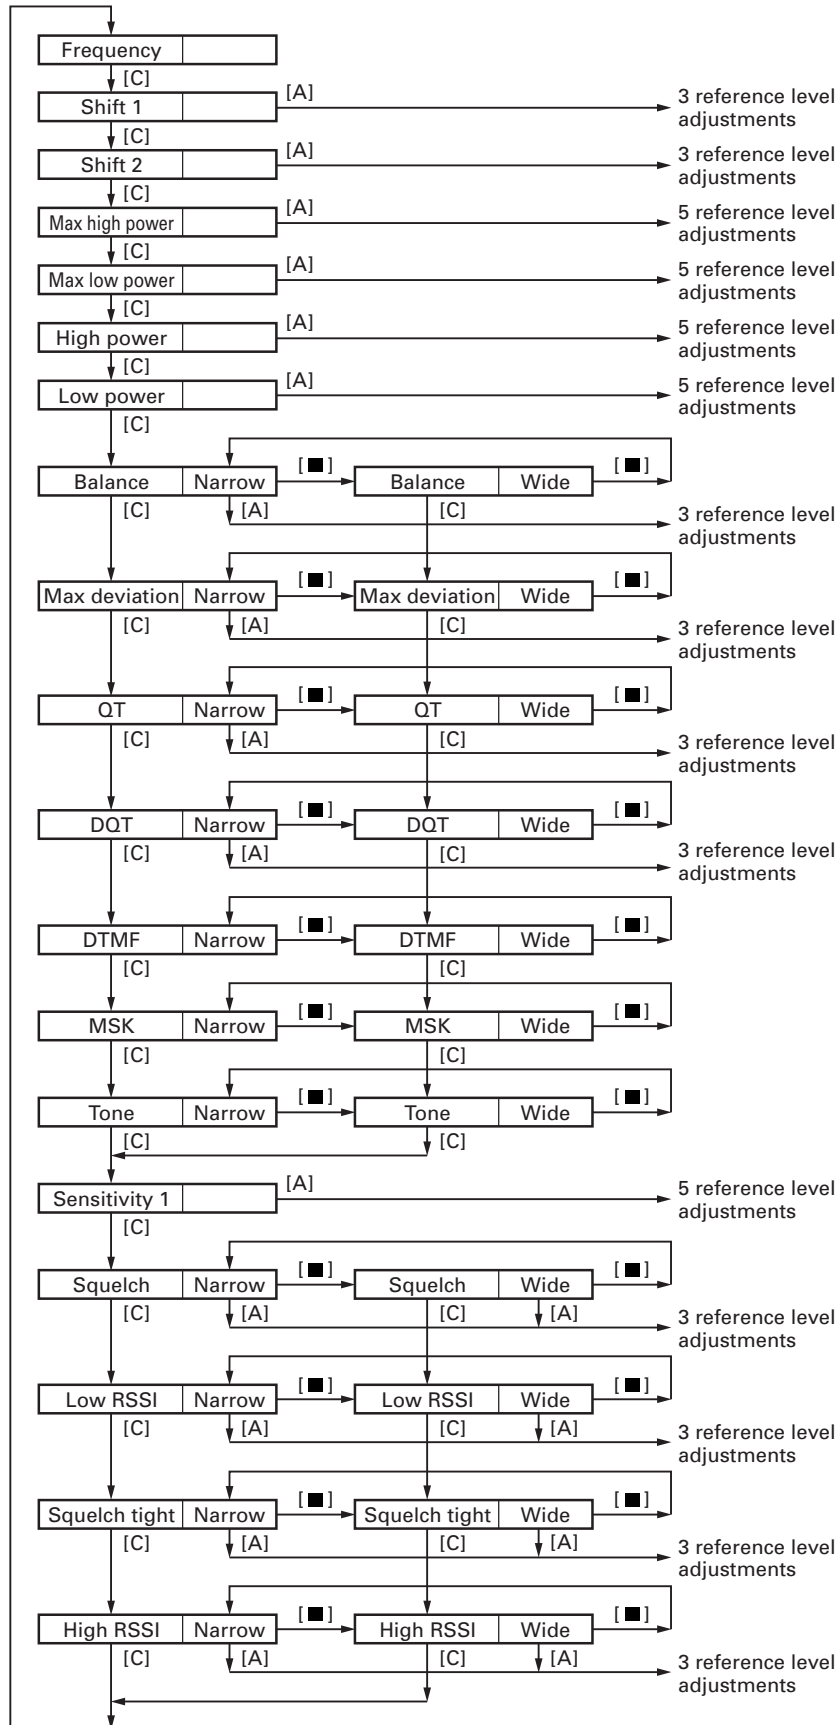 Frequency
[C]
[A]
Shift 1
3 reference level
adjustments
[C]
[A]
Shift 2
3 reference level
adjustments
[C]
[A]
Max high power
5 reference level
adjustments
[C]
[A]
Max low power
5 reference level
adjustments
[C]
[A]
High power
5 reference level
adjustments
[C]
[A]
Low power
5 reference level
adjustments
[C]
Balance Narrow [■] Balance Wide [■]
[C] [A] [C]
3 reference level
adjustments
Max deviation Narrow [■] Max deviation Wide [■]
[C] [A] [C]
3 reference level
adjustments
QT Narrow [■] QT Wide [■]
[C] [A] [C]
3 reference level
adjustments
DQT Narrow [■] DQT Wide [■]
[C] [A] [C]
3 reference level
adjustments
DTMF Narrow [■] DTMF Wide [■]
[C] [C]
MSK Narrow [■] MSK Wide [■]
[C] [C]
Tone Narrow [■] Tone Wide [■]
[C] [C]
[A]
Sensitivity 1
5 reference level
adjustments
[C]
Squelch Narrow [■] Squelch Wide [■]
[C] [A] [C] [A]
3 reference level
adjustments
Low RSSI Narrow [■] Low RSSI Wide [■]
[C] [A] [C] [A]
3 reference level
adjustments
Squelch tight Narrow [■] Squelch tight Wide [■]
[C] [A] [C] [A]
3 reference level
adjustments
High RSSI Narrow [■] High RSSI Wide [■]
[C] [A] [C] [A]
3 reference level
adjustments